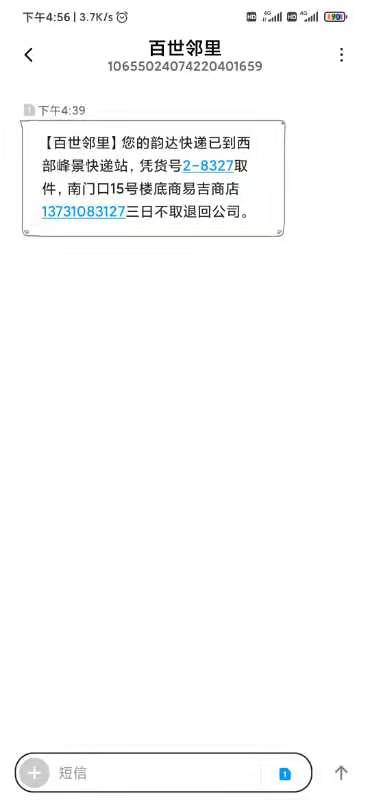 下午4:56 | 3.7K/s
百世邻里
10655024074220401659
下午4:39
【百世邻里】您的韵达快递已到西
部峰景快递站，凭货号2-8327取
件，南门口15号楼底商易吉商店
13731083127三日不取退回公司。
短信
1